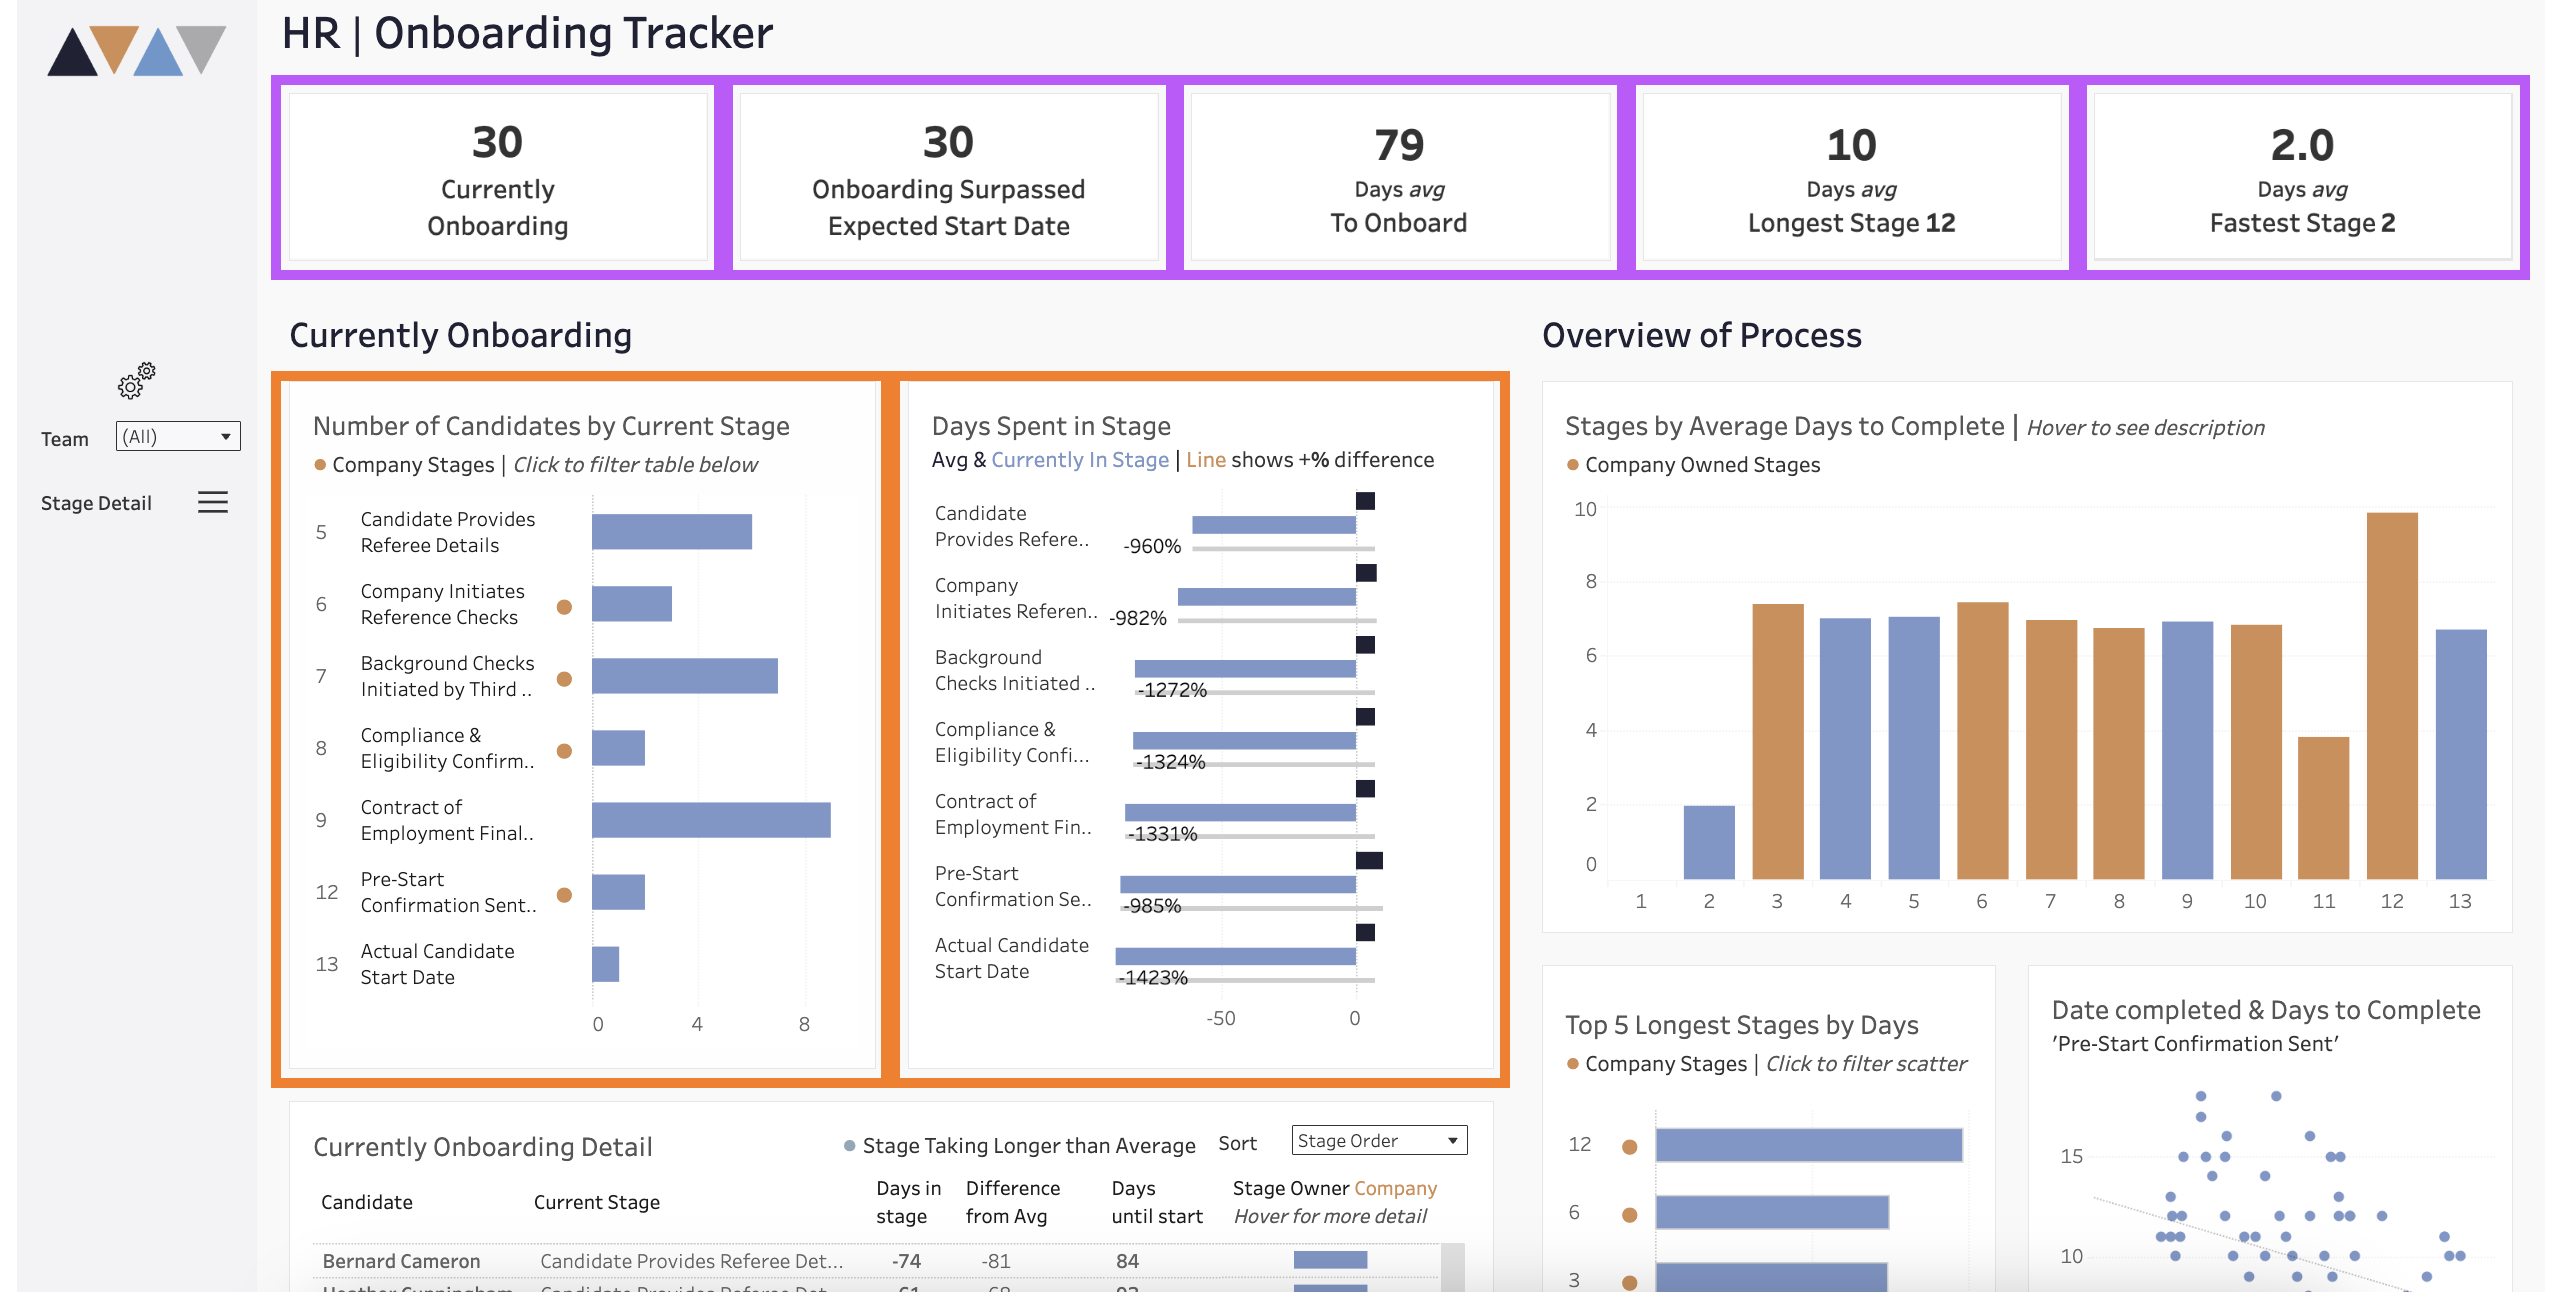 HR | Onboarding Tracker
30
Currently
Onboarding
30
Onboarding Surpassed
Expected Start Date
79
Days avg
To Onboard
10
Days avg
Longest Stage 12
2.0
Days avg
Fastest Stage 2
Team
(All)
Stage Detail
Currently Onboarding
Number of Candidates by Current Stage
Company Stages | Click to filter table below
5 Candidate Provides
Referee Details
6 Company Initiates
Reference Checks
7 Background Checks
Initiated by Third ..
8 Compliance &
Eligibility Confirm..
9 Contract of
Employment Final..
12 Pre-Start
Confirmation Sent..
13 Actual Candidate
Start Date
0 4 8
Days Spent in Stage
Avg & Currently In Stage | Line shows +% difference
Candidate
Provides Refere..
-960%
Company
Initiates Referen..
-982%
Background
Checks Initiated ..
-1272%
Compliance &
Eligibility Confi...
-1324%
Contract of
Employment Fin..
-1331%
Pre-Start
Confirmation Se..
-985%
Actual Candidate
Start Date
-1423%
-50 0
Currently Onboarding Detail
Stage Taking Longer than Average
Sort
Stage Order
Candidate
Current Stage
Days in
stage
Difference
from Avg
Days
until start
Stage Owner Company
Hover for more detail
Bernard Cameron Candidate Provides Referee Det... -74 -81 84
Overview of Process
Stages by Average Days to Complete | Hover to see description
Company Owned Stages
10
8
6
4
2
0
1 2 3 4 5 6 7 8 9 10 11 12 13
Top 5 Longest Stages by Days
Company Stages | Click to filter scatter
12
6
3
Date completed & Days to Complete
'Pre-Start Confirmation Sent'
15
10